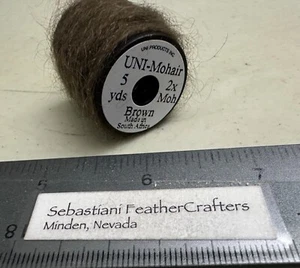 UNI PRODUCTS INC.
UNI-Mohair
5 2x
yds Moh
Brown
Made in
South Africa
5 6 7
Sebastiani FeatherCrafters
Minden, Nevada
8